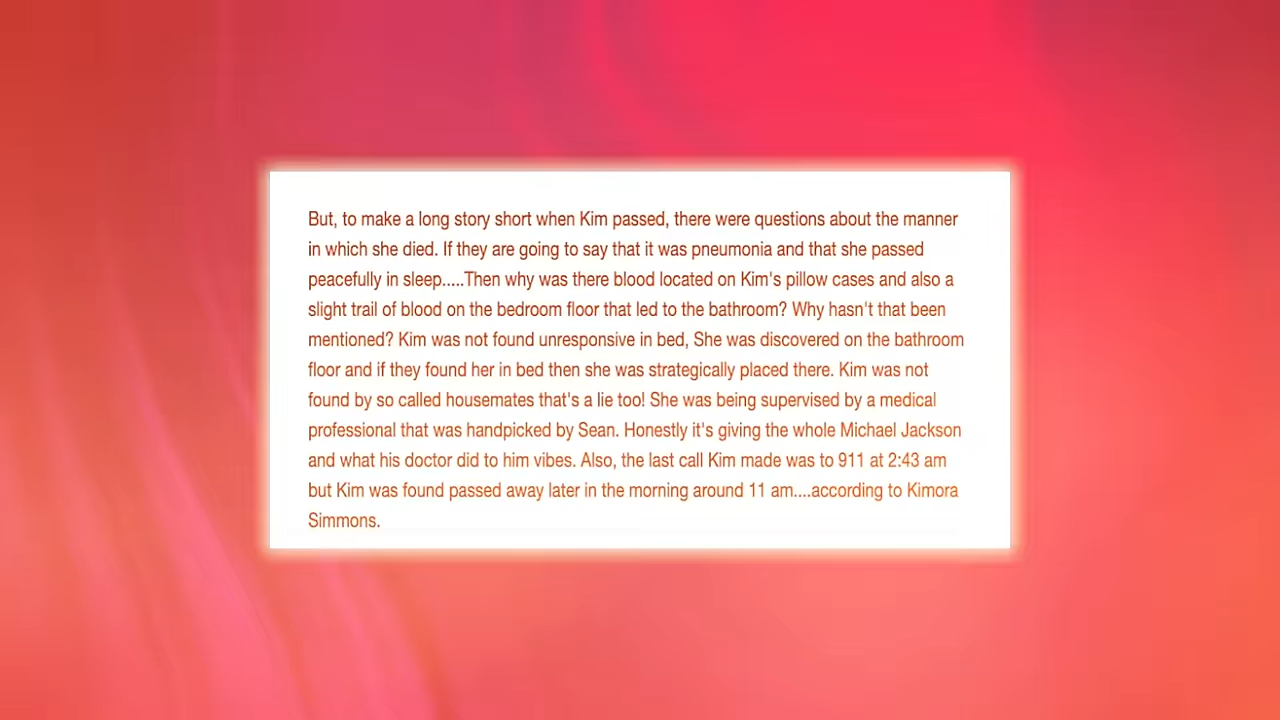 But, to make a long story short when Kim passed, there were questions about the manner
in which she died. If they are going to say that it was pneumonia and that she passed
peacefully in sleep.....Then why was there blood located on Kim's pillow cases and also a
slight trail of blood on the bedroom floor that led to the bathroom? Why hasn't that been
mentioned? Kim was not found unresponsive in bed, She was discovered on the bathroom
floor and if they found her in bed then she was strategically placed there. Kim was not
found by so called housemates that's a lie too! She was being supervised by a medical
professional that was handpicked by Sean. Honestly it's giving the whole Michael Jackson
and what his doctor did to him vibes. Also, the last call Kim made was to 911 at 2:43 am
but Kim was found passed away later in the morning around 11 am....according to Kimora
Simmons.